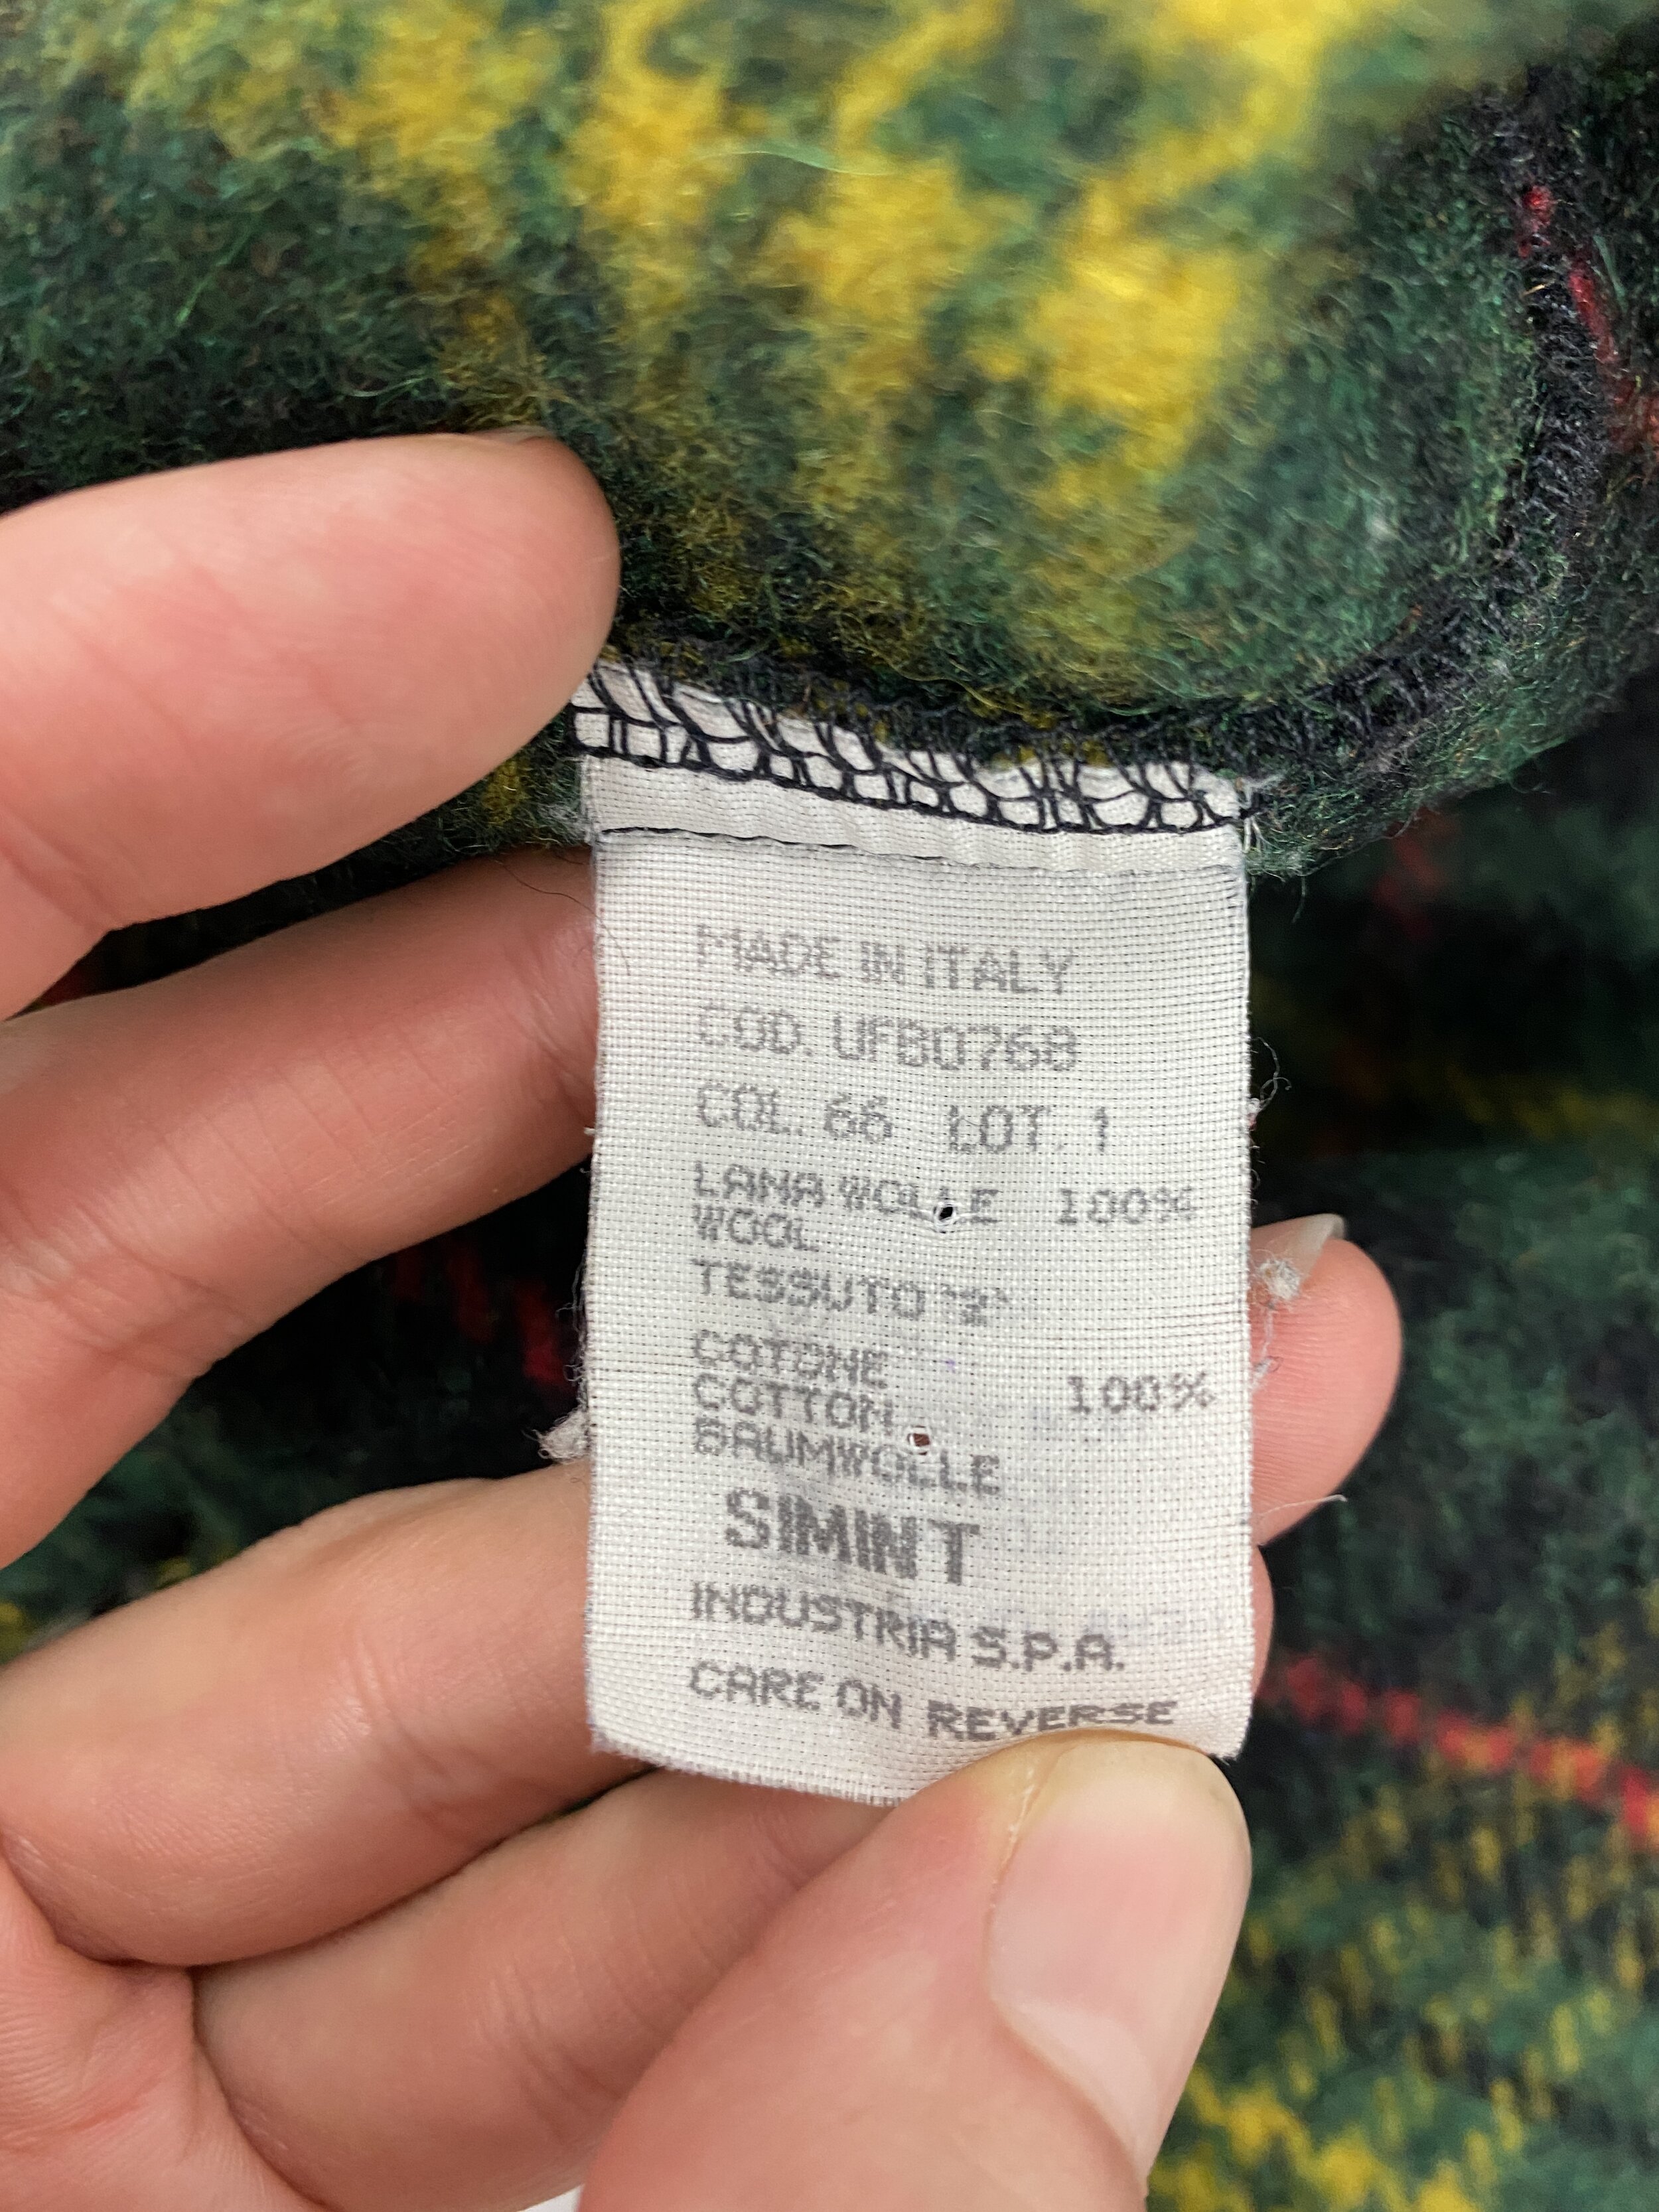 MADE IN ITALY
COD. UFB0768
COL. 66 LOT. 1
LANA WOLLE 100%
WOOL
TESSUTO "2"
COTONE
COTTON 100%
BAUMWOLLE
SIMINT
INDUSTRIA S.P.A.
CARE ON REVERSE